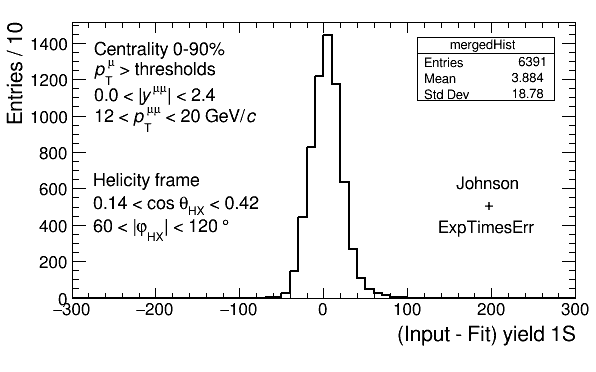 Entries / 10
1400
1200
1000
800
600
400
200
0
Centrality 0-90%
p_T^μ > thresholds
0.0 < |y^μμ| < 2.4
12 < p_T^μμ < 20 GeV/c
Helicity frame
0.14 < cos θ_HX < 0.42
60 < |φ_HX| < 120 °
mergedHist
Entries 6391
Mean 3.884
Std Dev 18.78
Johnson
+
ExpTimesErr
−300 −200 −100 0 100 200 300
(Input - Fit) yield 1S